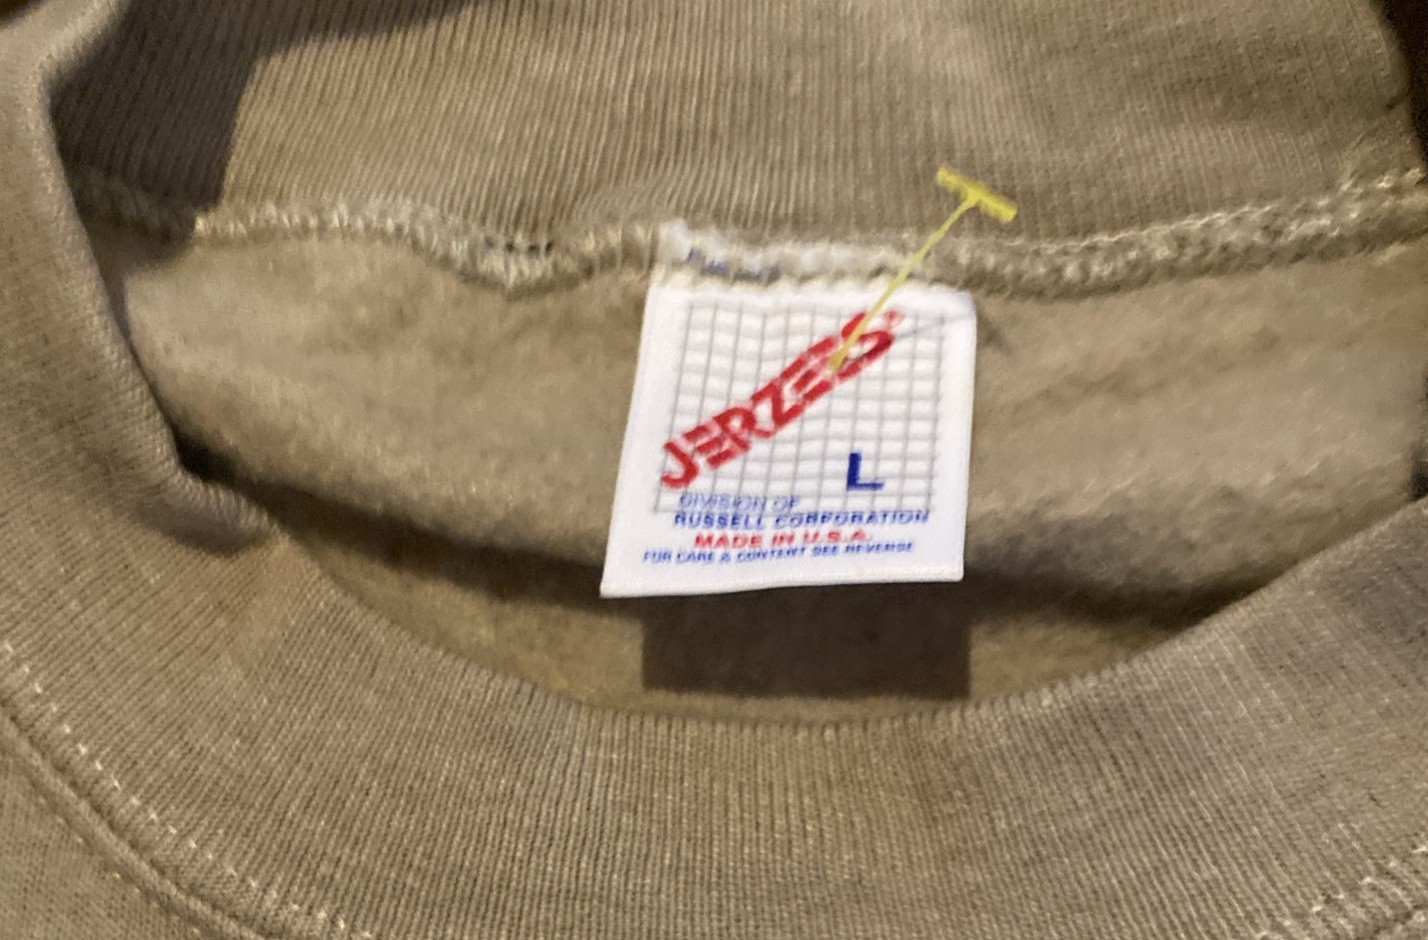 JERZEES®
L
DIVISION OF
RUSSELL CORPORATION
MADE IN U.S.A.
FOR CARE & CONTENT SEE REVERSE